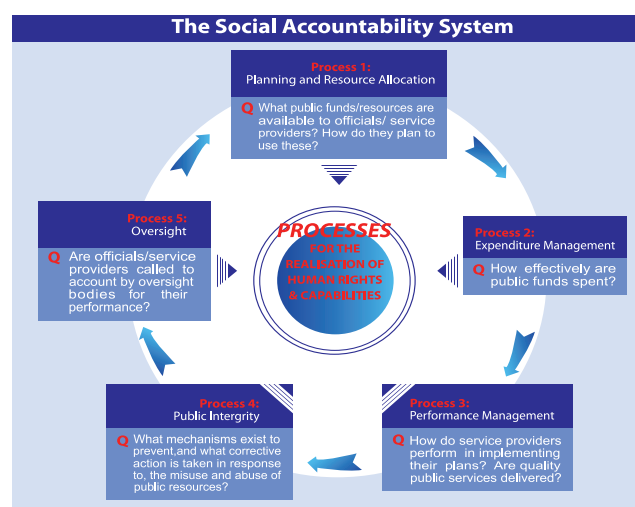 The Social Accountability System
Process 1:
Planning and Resource Allocation
Q What public funds/resources are
available to officials/ service
providers? How do they plan to
use these?
Process 2:
Expenditure Management
Q How effectively are
public funds spent?
Process 3:
Performance Management
Q How do service providers
perform in implementing
their plans? Are quality
public services delivered?
Process 4:
Public Intergrity
Q What mechanisms exist to
prevent,and what corrective
action is taken in response
to, the misuse and abuse of
public resources?
Process 5:
Oversight
Q Are officials/service
providers called to
account by oversight
bodies for their
performance?
PROCESSES
FOR THE
REALISATION OF
HUMAN RIGHTS
& CAPABILITIES